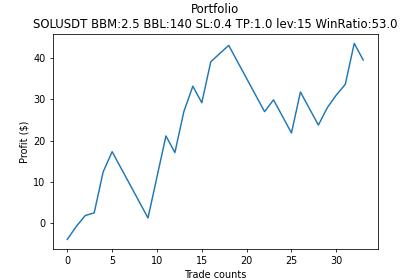 Portfolio
SOLUSDT BBM:2.5 BBL:140 SL:0.4 TP:1.0 lev:15 WinRatio:53.0
Profit ($)
40
30
20
10
0
0 5 10 15 20 25 30
Trade counts